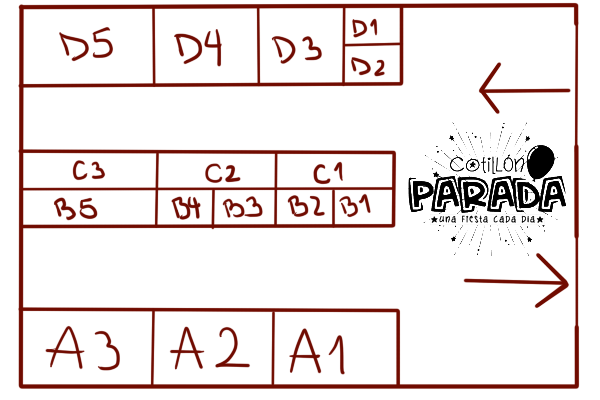 D5 D4 D3 D1
D2
C3 C2 C1
B5 B4 B3 B2 B1
COTILLÓN
PARADA
UNA FIESTA CADA DÍA
A3 A2 A1